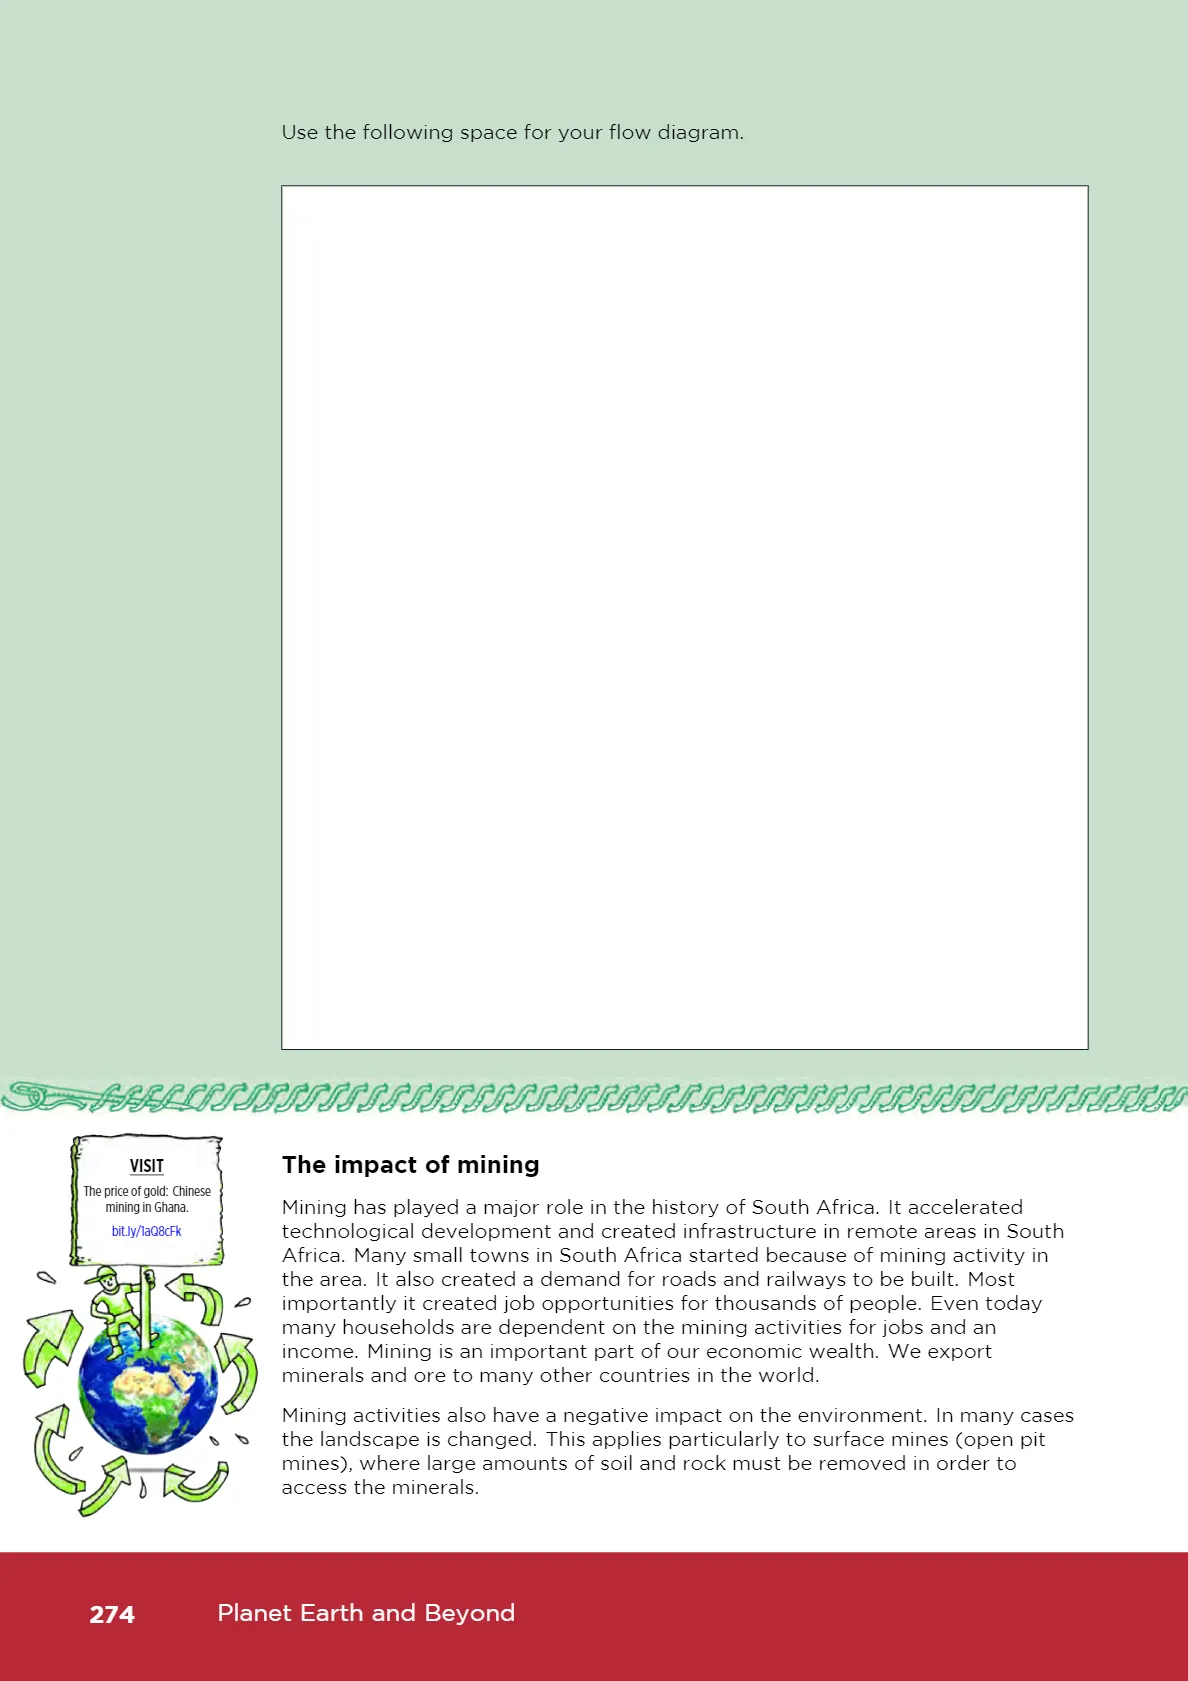 Use the following space for your flow diagram.
VISIT
The price of gold: Chinese
mining in Ghana.
bit.ly/1aQ8cFk
The impact of mining
Mining has played a major role in the history of South Africa. It accelerated
technological development and created infrastructure in remote areas in South
Africa. Many small towns in South Africa started because of mining activity in
the area. It also created a demand for roads and railways to be built. Most
importantly it created job opportunities for thousands of people. Even today
many households are dependent on the mining activities for jobs and an
income. Mining is an important part of our economic wealth. We export
minerals and ore to many other countries in the world.
Mining activities also have a negative impact on the environment. In many cases
the landscape is changed. This applies particularly to surface mines (open pit
mines), where large amounts of soil and rock must be removed in order to
access the minerals.
274 Planet Earth and Beyond